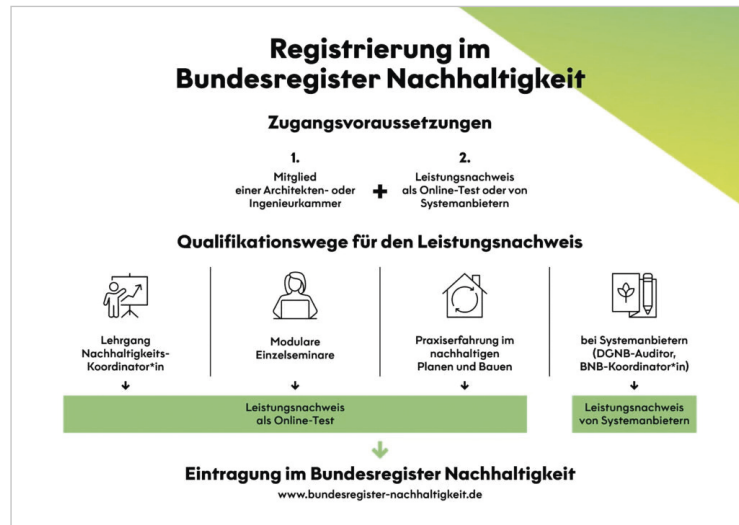 Registrierung im
Bundesregister Nachhaltigkeit
Zugangsvoraussetzungen
1.
Mitglied
einer Architekten- oder
Ingenieurkammer
+
2.
Leistungsnachweis
als Online-Test oder von
Systemanbietern
Qualifikationswege für den Leistungsnachweis
Lehrgang
Nachhaltigkeits-
Koordinator*in
Modulare
Einzelseminare
Praxiserfahrung im
nachhaltigen
Planen und Bauen
bei Systemanbietern
(DGNB-Auditor,
BNB-Koordinator*in)
Leistungsnachweis
als Online-Test
Leistungsnachweis
von Systemanbietern
Eintragung im Bundesregister Nachhaltigkeit
www.bundesregister-nachhaltigkeit.de